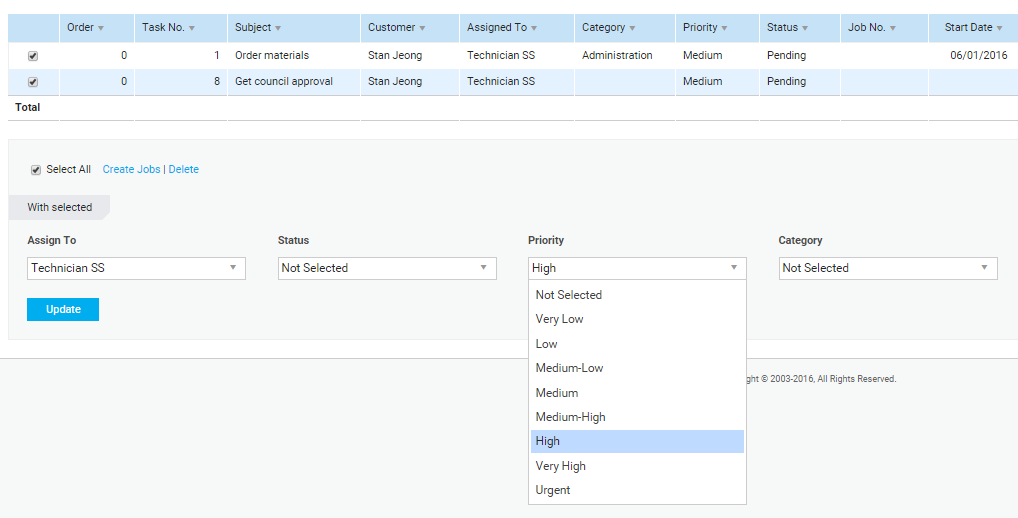 Order Task No. Subject Customer Assigned To Category Priority Status Job No. Start Date
0 1 Order materials Stan Jeong Technician SS Administration Medium Pending 06/01/2016
0 8 Get council approval Stan Jeong Technician SS Medium Pending
Total
Select All Create Jobs | Delete
With selected
Assign To Status Priority Category
Technician SS Not Selected High Not Selected
Update
Not Selected
Very Low
Low
Medium-Low
Medium
Medium-High
High
Very High
Urgent
© 2003-2016, All Rights Reserved.